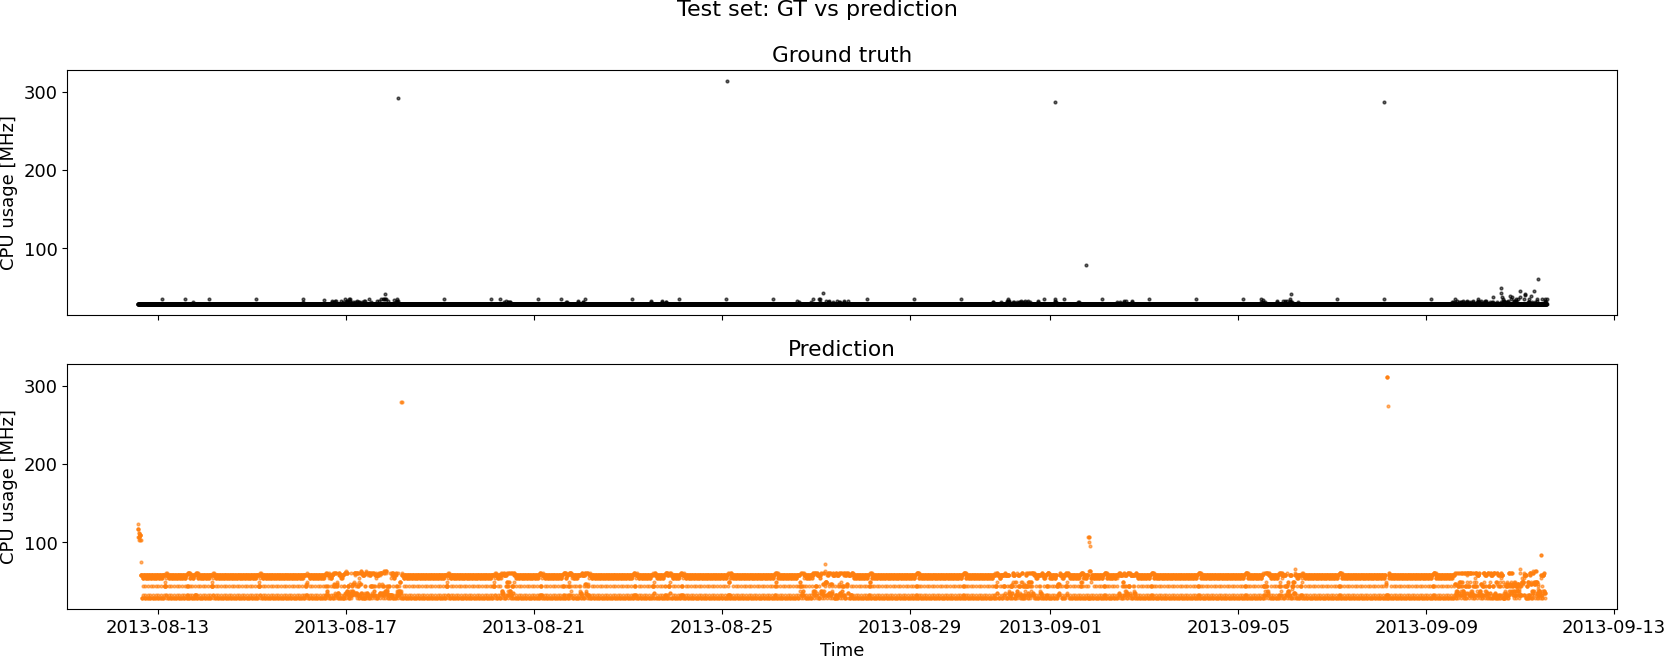 Test set: GT vs prediction
Ground truth
CPU usage [MHz]
300
200
100
Prediction
CPU usage [MHz]
300
200
100
2013-08-13 2013-08-17 2013-08-21 2013-08-25 2013-08-29 2013-09-01 2013-09-05 2013-09-09 2013-09-13
Time